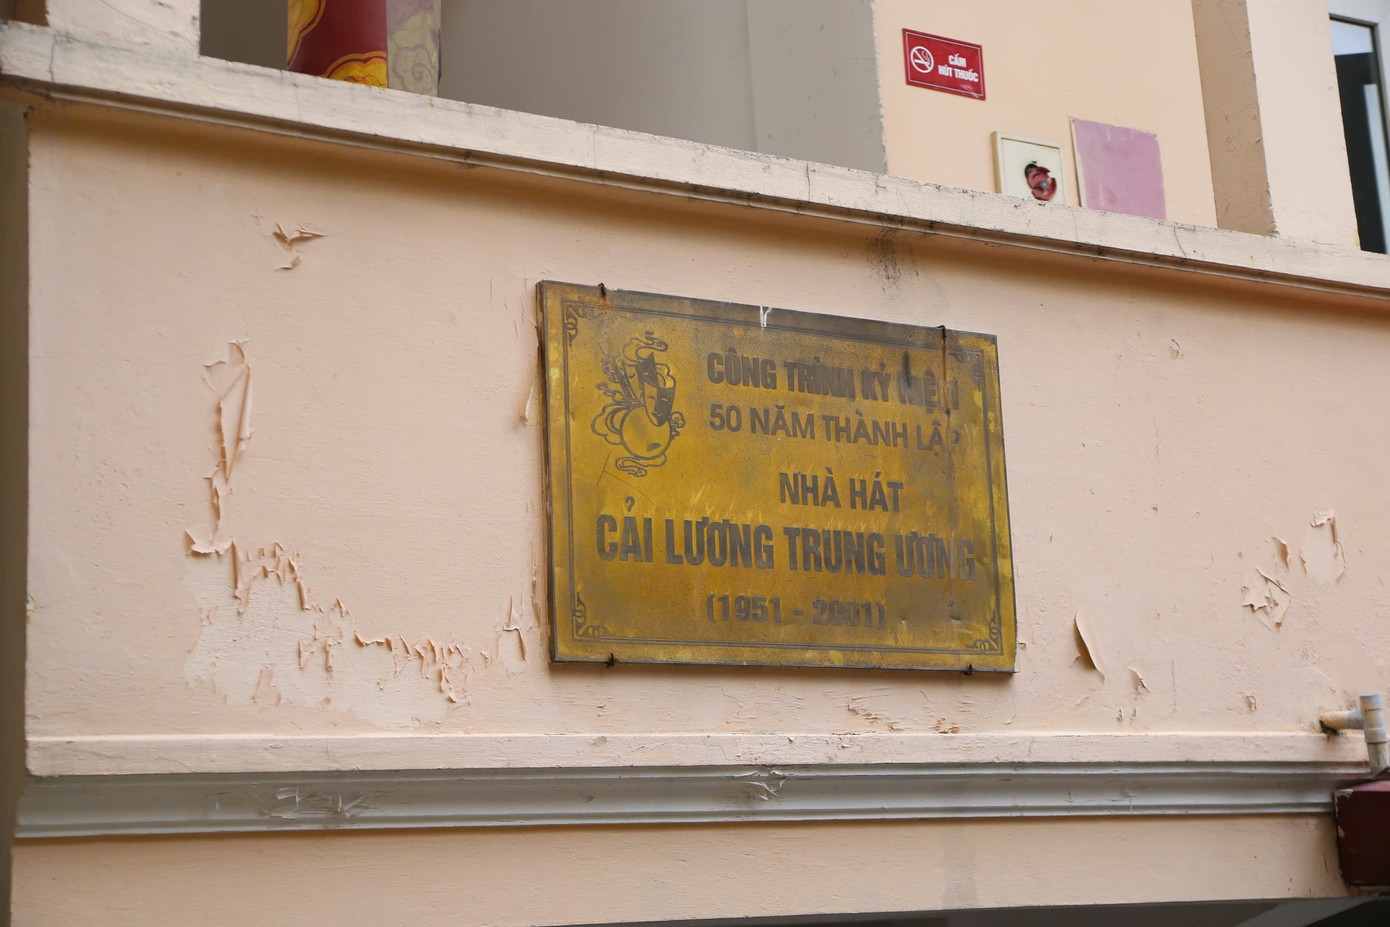 CẤM
HÚT THUỐC
CÔNG TRÌNH KỶ NIỆM
50 NĂM THÀNH LẬP
NHÀ HÁT
CẢI LƯƠNG TRUNG ƯƠNG
(1951 - 2001)